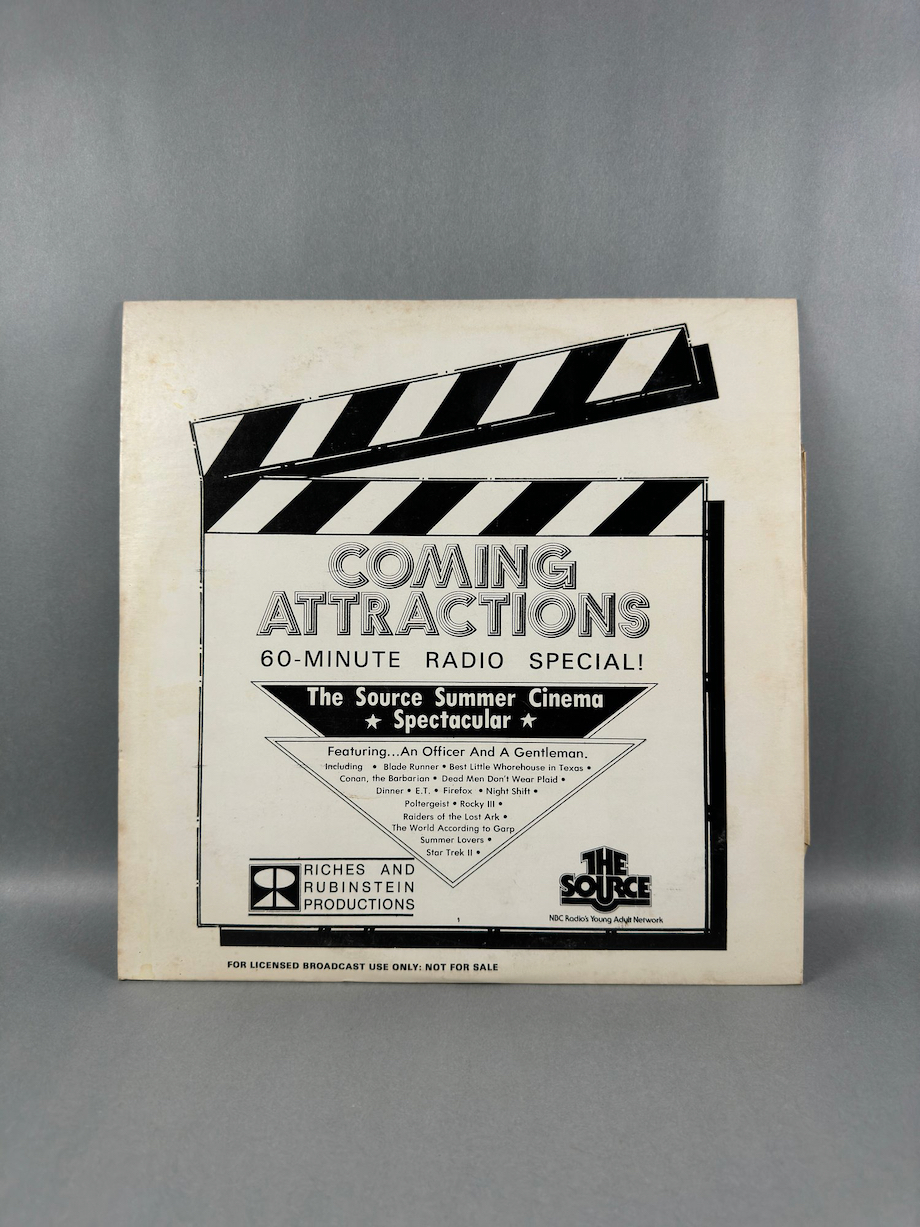 COMING
ATTRACTIONS
60-MINUTE RADIO SPECIAL!
The Source Summer Cinema
★ Spectacular ★
Featuring...An Officer And A Gentleman.
Including • Blade Runner • Best Little Whorehouse in Texas •
Conan, the Barbarian • Dead Men Don't Wear Plaid •
Dinner • E.T. • Firefox • Night Shift •
Poltergeist • Rocky III •
Raiders of the Lost Ark •
The World According to Garp
Summer Lovers •
Star Trek II •
RICHES AND
RUBINSTEIN
PRODUCTIONS
THE
SOURCE
NBC Radio's Young Adult Network
1
FOR LICENSED BROADCAST USE ONLY: NOT FOR SALE